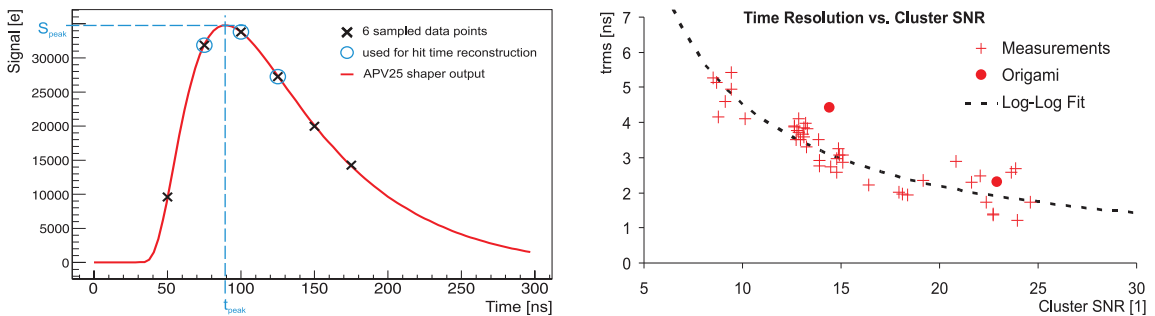 Signal [e]
S_peak
6 sampled data points
used for hit time reconstruction
APV25 shaper output
30000
25000
20000
15000
10000
5000
0
0 50 100 150 200 250 300
Time [ns]
t_peak
Time Resolution vs. Cluster SNR
trms [ns]
Measurements
Origami
Log-Log Fit
7
6
5
4
3
2
1
0
5 10 15 20 25 30
Cluster SNR [1]